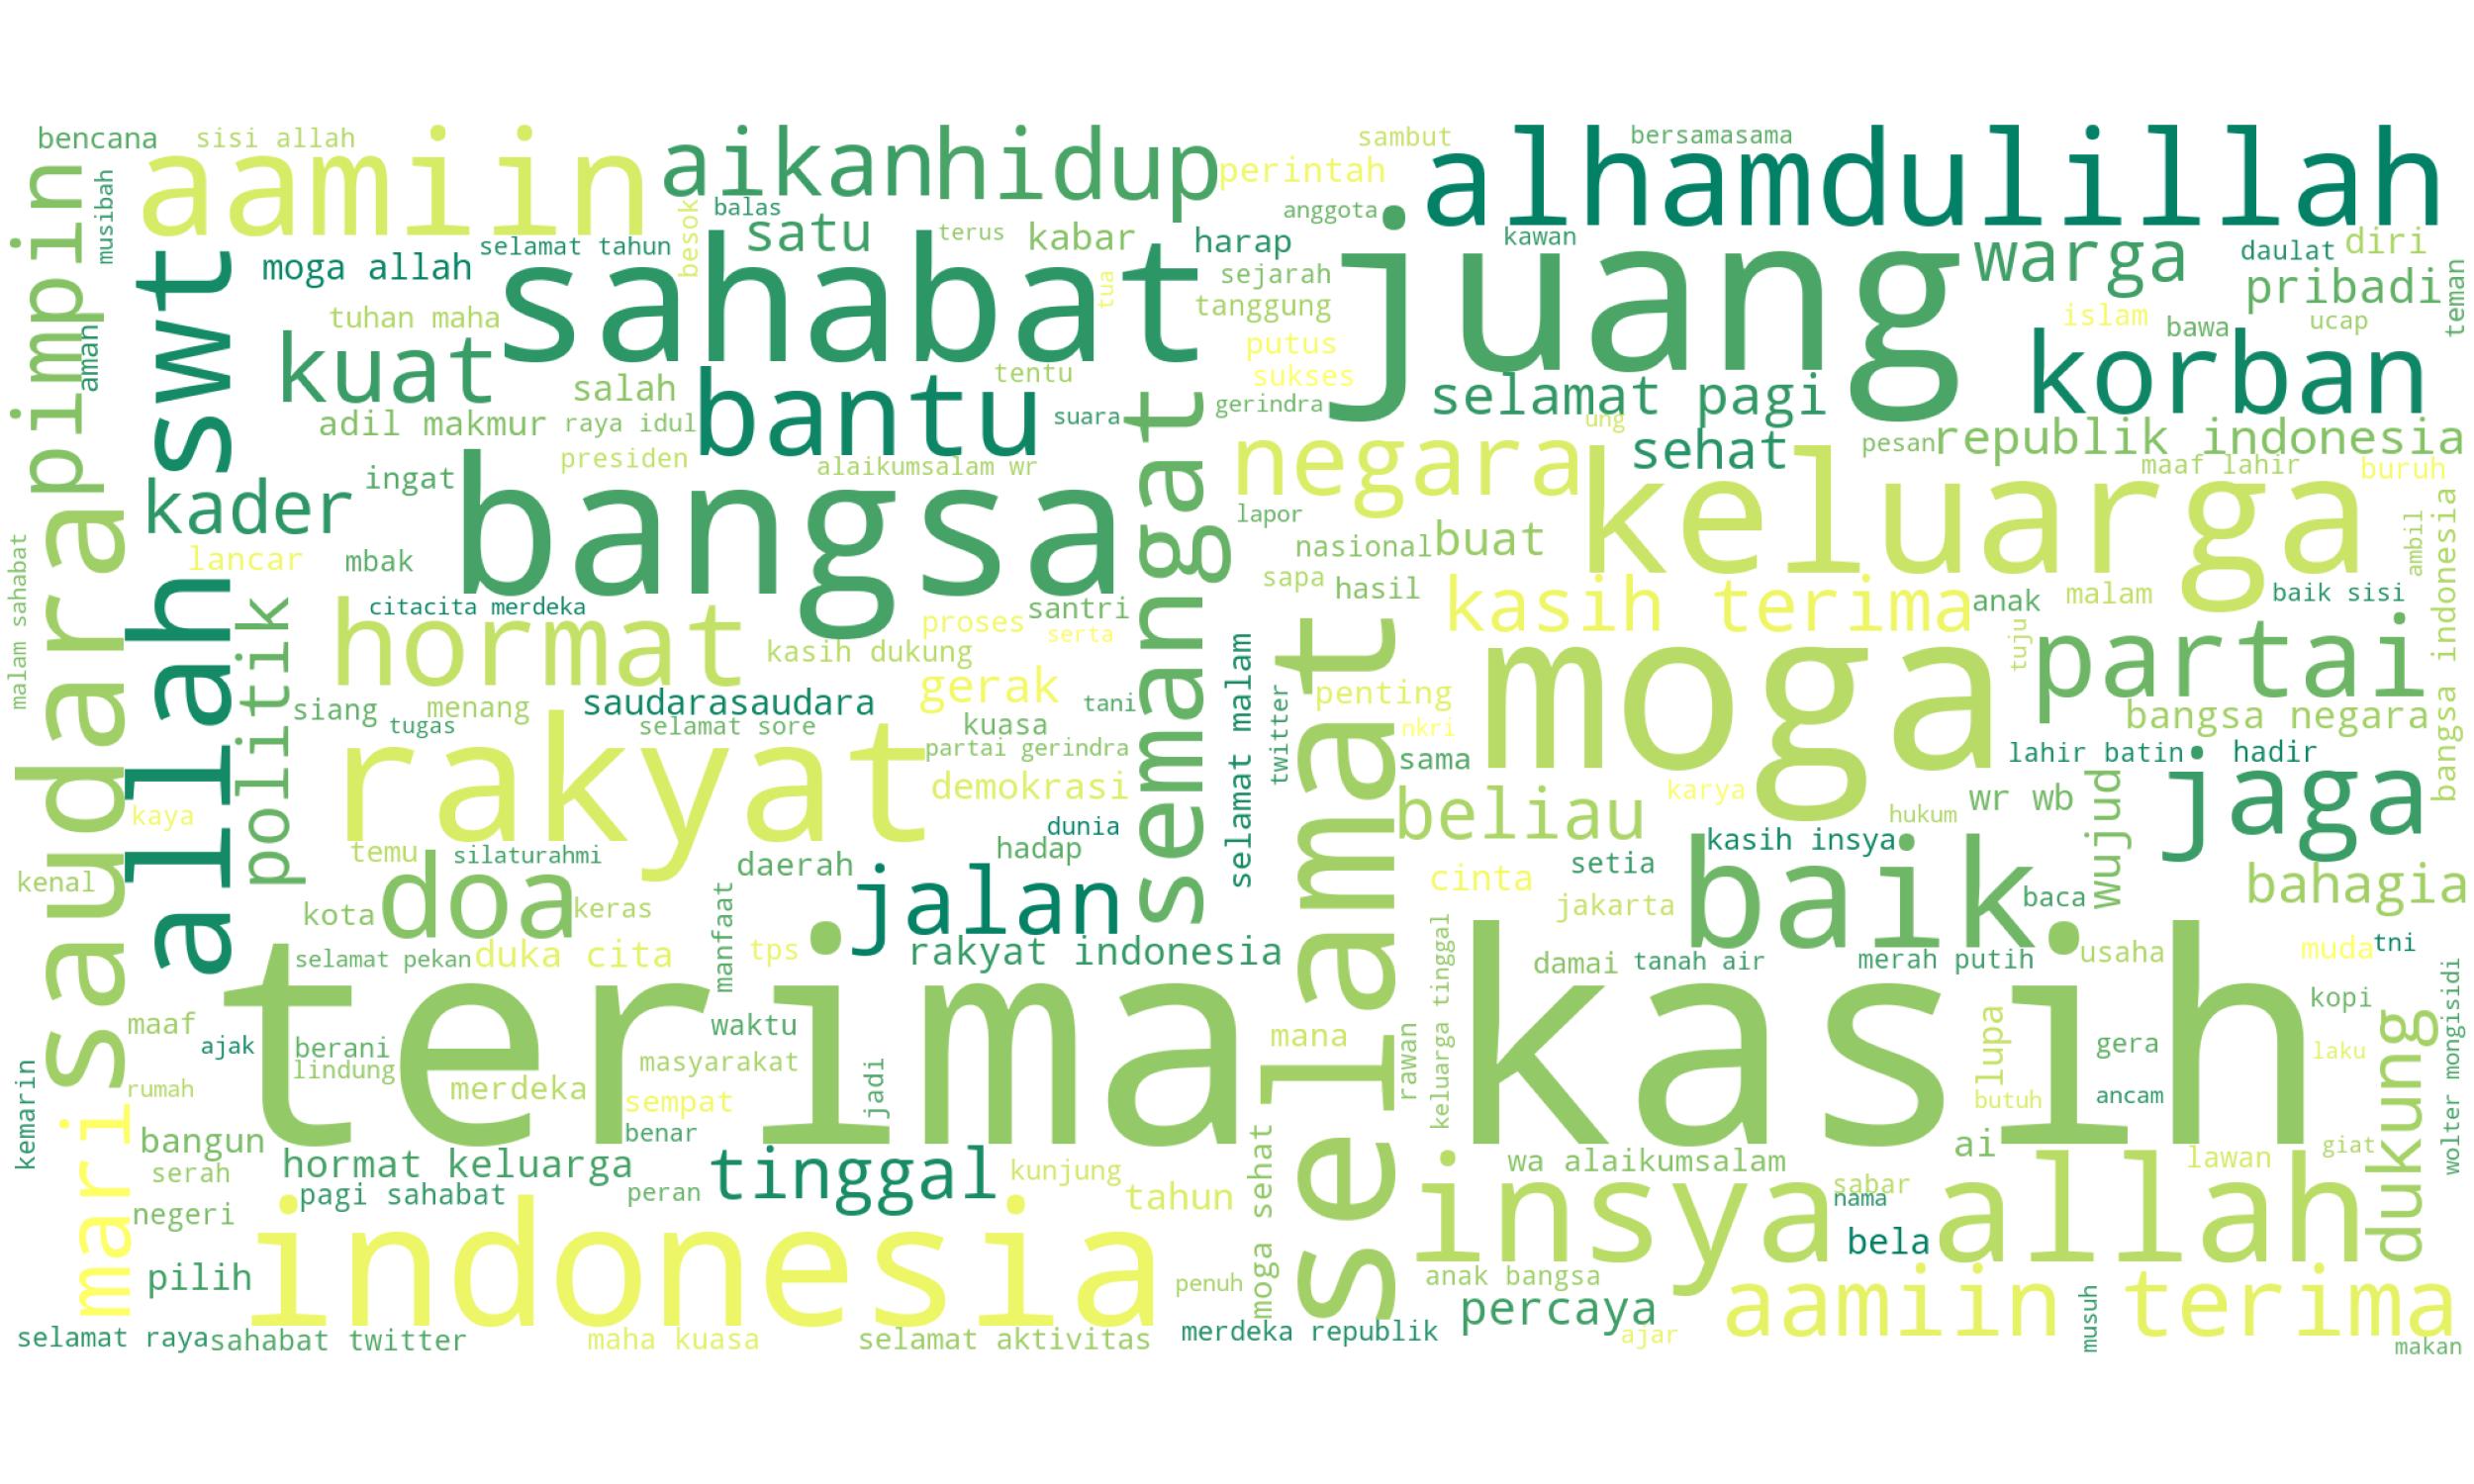 bencana
sisi allah
aamiin
aikanhidup
sambut
bersamasama
alhamdulillah
perintah
musibah
pimpin
balas
anggota
besok
satu
terus
kabar
harap
kawan
warga
daulat
diri
selamat tahun
moga allah
sahabat
juang
sejarah
pribadi
teman
swt
tua
tuhan maha
tanggung
islam
bawa
ucap
aman
kuat
putus
korban
salah
bantu
tentu
sukses
selamat pagi
adil makmur
raya idul
suara
gerindra
ung
negara
sehat
pesan
republik indonesia
presiden
alaikumsalam wr
maaf lahir
buruh
ingat
kader
bangsa
semangat
keluarga
lapor
malam sahabat
saudara
lancar
mbak
nasional
buat
ambil
bangsa indonesia
sapa
hasil
kasih terima
anak
malam
baik sisi
allah
politik
citacita merdeka
hormat
proses
santri
serta
kasih dukung
selamat malam
selamat
moga
tuju
partai
siang
menang
saudarasaudara
gerak
tani
twitter
penting
bangsa negara
tugas
selamat sore
kuasa
nkri
rakyat
partai gerindra
sama
lahir batin
hadir
demokrasi
beliau
karya
wr wb
wujud
jaga
kaya
dunia
hukum
temu
silaturahmi
daerah
hadap
kasih insya
kenal
doa
jalan
cinta
setia
baik
baca
bahagia
kota
keras
manfaat
jakarta
selamat pekan
duka cita
tps
rakyat indonesia
keluarga tinggal
damai
tanah air
merah putih
usaha
muda
tni
terima
kasih
kopi
wolter mongisidi
maaf
waktu
mana
rawan
lupa
dukung
ajak
berani
masyarakat
gera
laku
kemarin
mari
rumah
lindung
merdeka
sempat
jadi
butuh
ancam
bangun
benar
moga sehat
ai
giat
serah
hormat keluarga
tinggal
kunjung
wa alaikumsalam
lawan
pagi sahabat
peran
tahun
insya allah
sabar
nama
negeri
indonesia
bela
pilih
penuh
anak bangsa
percaya
aamiin terima
musuh
selamat raya
sahabat twitter
maha kuasa
selamat aktivitas
merdeka republik
ajar
makan